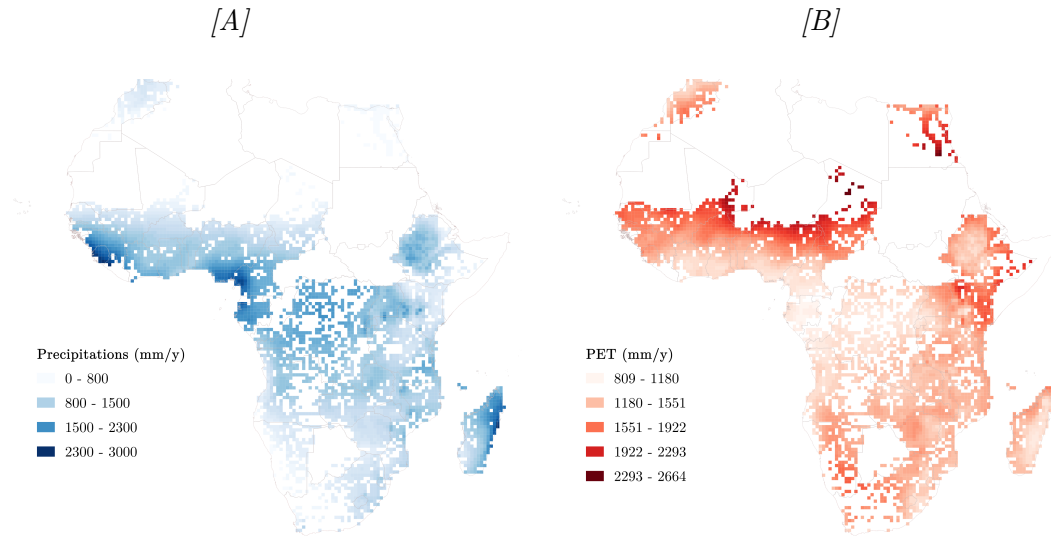 [A]
[B]
Precipitations (mm/y)
0 - 800
800 - 1500
1500 - 2300
2300 - 3000
PET (mm/y)
809 - 1180
1180 - 1551
1551 - 1922
1922 - 2293
2293 - 2664